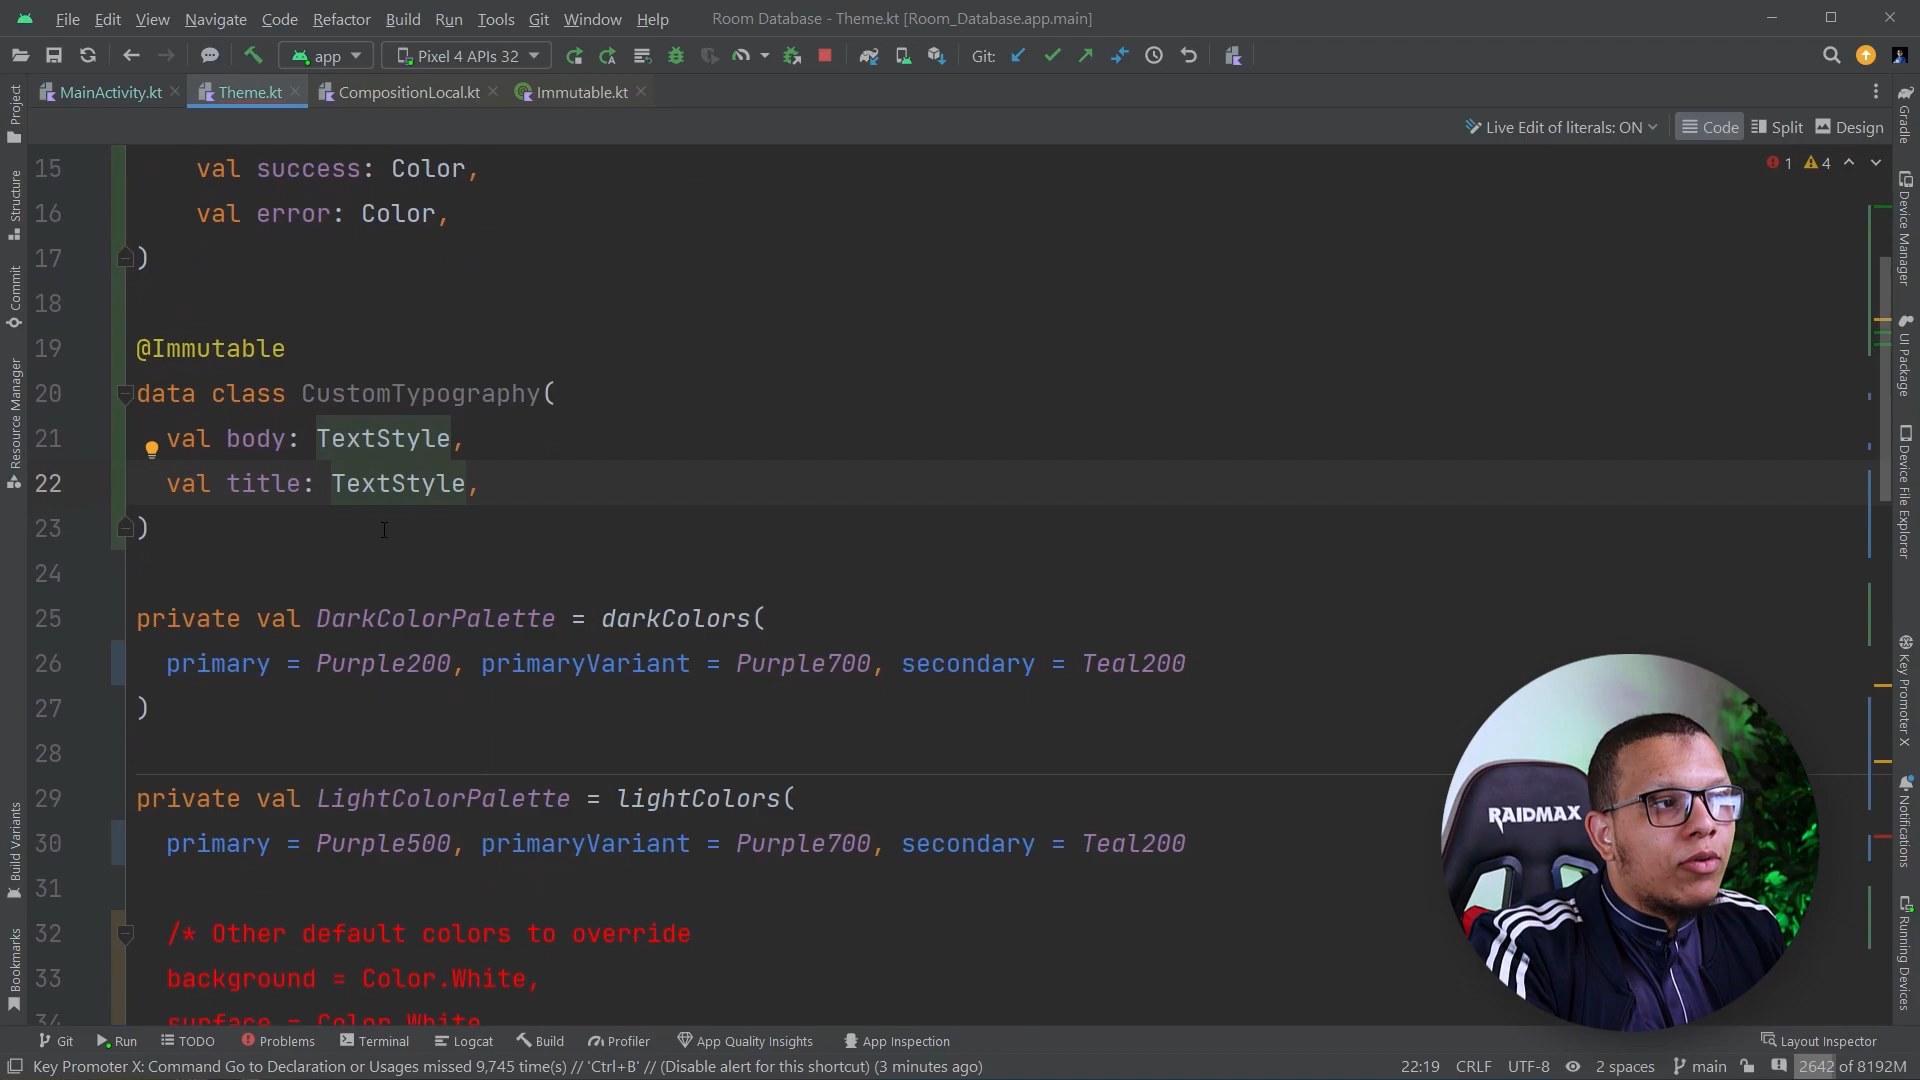 File Edit View Navigate Code Refactor Build Run Tools Git Window Help Room Database - Theme.kt [Room_Database.app.main]
app Pixel 4 APIs 32 Git:
MainActivity.kt Theme.kt CompositionLocal.kt Immutable.kt
Live Edit of literals: ON Code Split Design
1 4
15 val success: Color,
16 val error: Color,
17 )
18
19 @Immutable
20 data class CustomTypography(
21 val body: TextStyle,
22 val title: TextStyle,
23 )
24
25 private val DarkColorPalette = darkColors(
26 primary = Purple200, primaryVariant = Purple700, secondary = Teal200
27 )
28
29 private val LightColorPalette = lightColors(
30 primary = Purple500, primaryVariant = Purple700, secondary = Teal200
31
32 /* Other default colors to override
33 background = Color.White,
34 surface = Color.White
Project
Structure
Commit
Resource Manager
Build Variants
Bookmarks
Gradle
Device Manager
UI Package
Device File Explorer
Key Promoter X
Notifications
Running Devices
RAIDMAX
Git Run TODO Problems Terminal Logcat Build Profiler App Quality Insights App Inspection Layout Inspector
Key Promoter X: Command Go to Declaration or Usages missed 9,745 time(s) // 'Ctrl+B' // (Disable alert for this shortcut) (3 minutes ago) 22:19 CRLF UTF-8 2 spaces main 2642 of 8192M